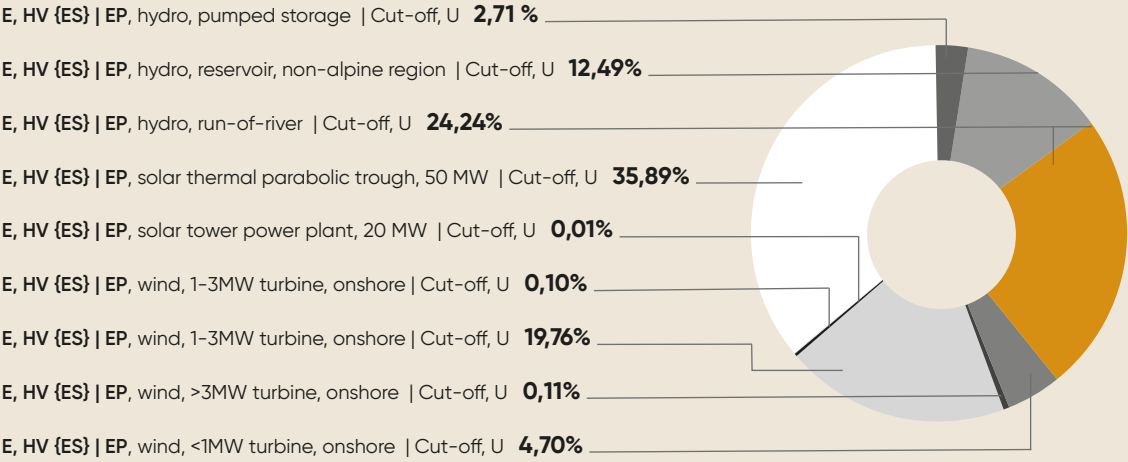 E, HV {ES} | EP, hydro, pumped storage | Cut-off, U 2,71 %
E, HV {ES} | EP, hydro, reservoir, non-alpine region | Cut-off, U 12,49%
E, HV {ES} | EP, hydro, run-of-river | Cut-off, U 24,24%
E, HV {ES} | EP, solar thermal parabolic trough, 50 MW | Cut-off, U 35,89%
E, HV {ES} | EP, solar tower power plant, 20 MW | Cut-off, U 0,01%
E, HV {ES} | EP, wind, 1-3MW turbine, onshore | Cut-off, U 0,10%
E, HV {ES} | EP, wind, 1-3MW turbine, onshore | Cut-off, U 19,76%
E, HV {ES} | EP, wind, >3MW turbine, onshore | Cut-off, U 0,11%
E, HV {ES} | EP, wind, <1MW turbine, onshore | Cut-off, U 4,70%